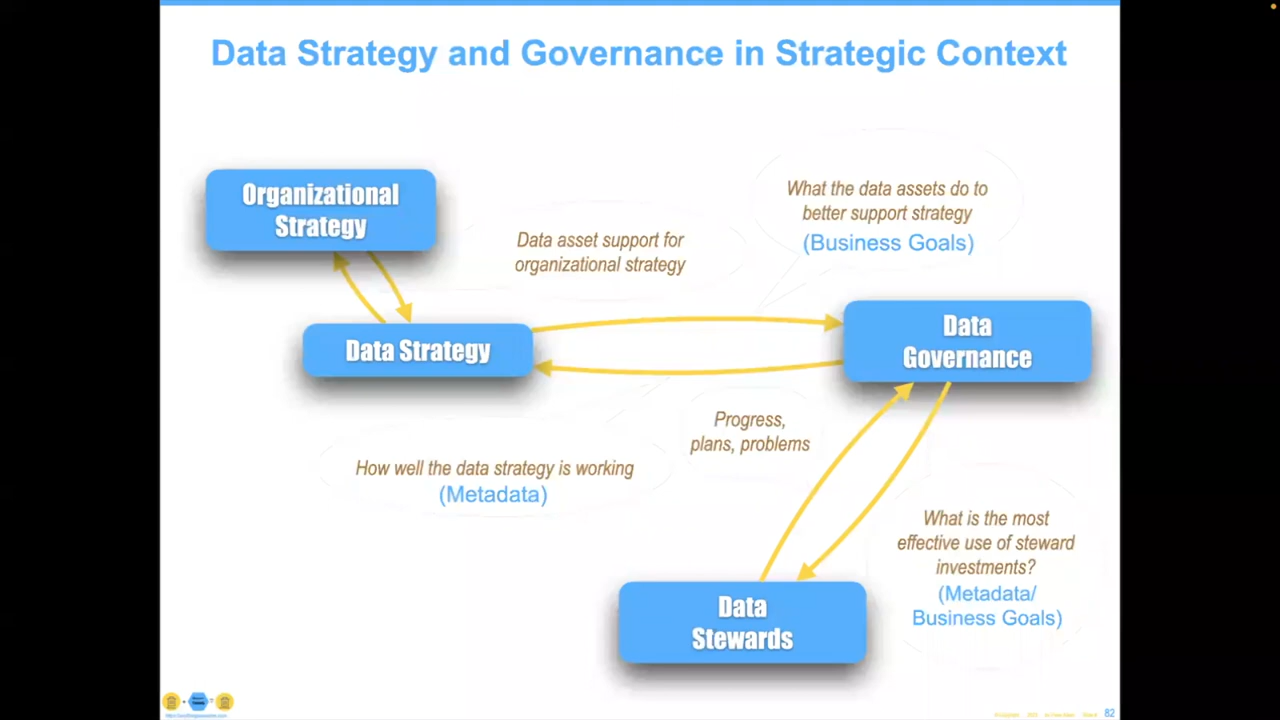 Data Strategy and Governance in Strategic Context
Organizational
Strategy
What the data assets do to
better support strategy
(Business Goals)
Data asset support for
organizational strategy
Data Strategy
Data
Governance
Progress,
plans, problems
How well the data strategy is working
(Metadata)
What is the most
effective use of steward
investments?
(Metadata/
Business Goals)
Data
Stewards
82